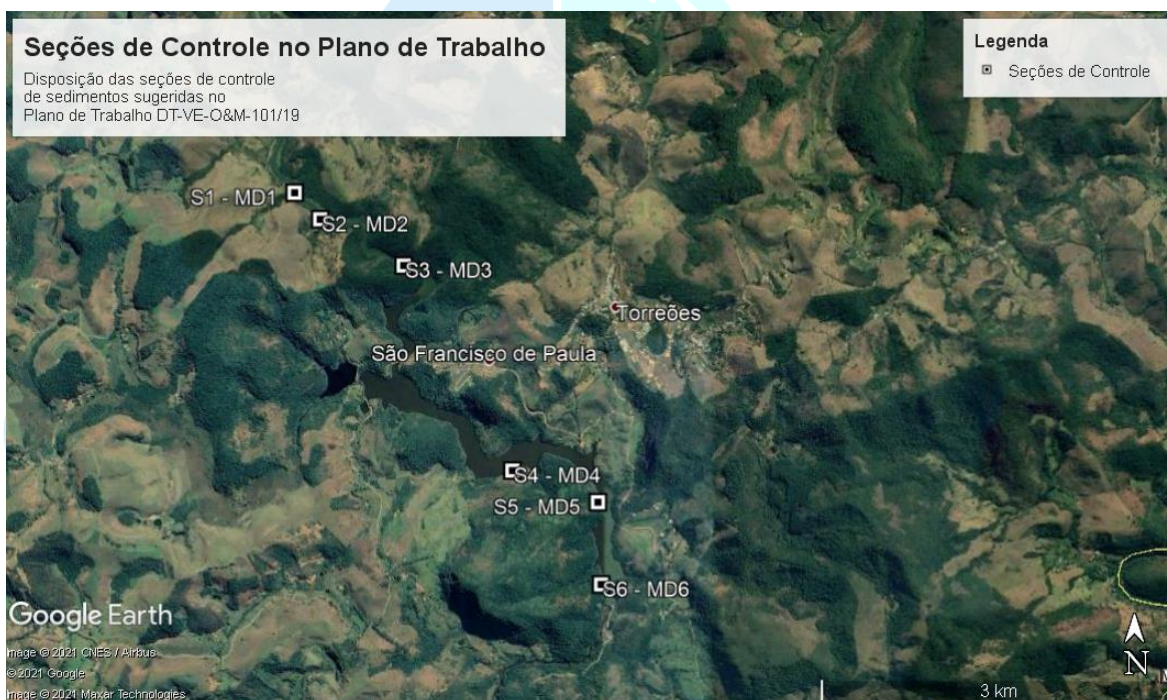 Seções de Controle no Plano de Trabalho
Disposição das seções de controle
de sedimentos sugeridas no
Plano de Trabalho DT-VE-O&M-101/19
Legenda
Seções de Controle
S1 - MD1
S2 - MD2
S3 - MD3
Torreões
São Francisco de Paula
S4 - MD4
S5 - MD5
S6 - MD6
Google Earth
Image © 2021 CNES / Airbus
© 2021 Google
Image © 2021 Maxar Technologies
N
3 km